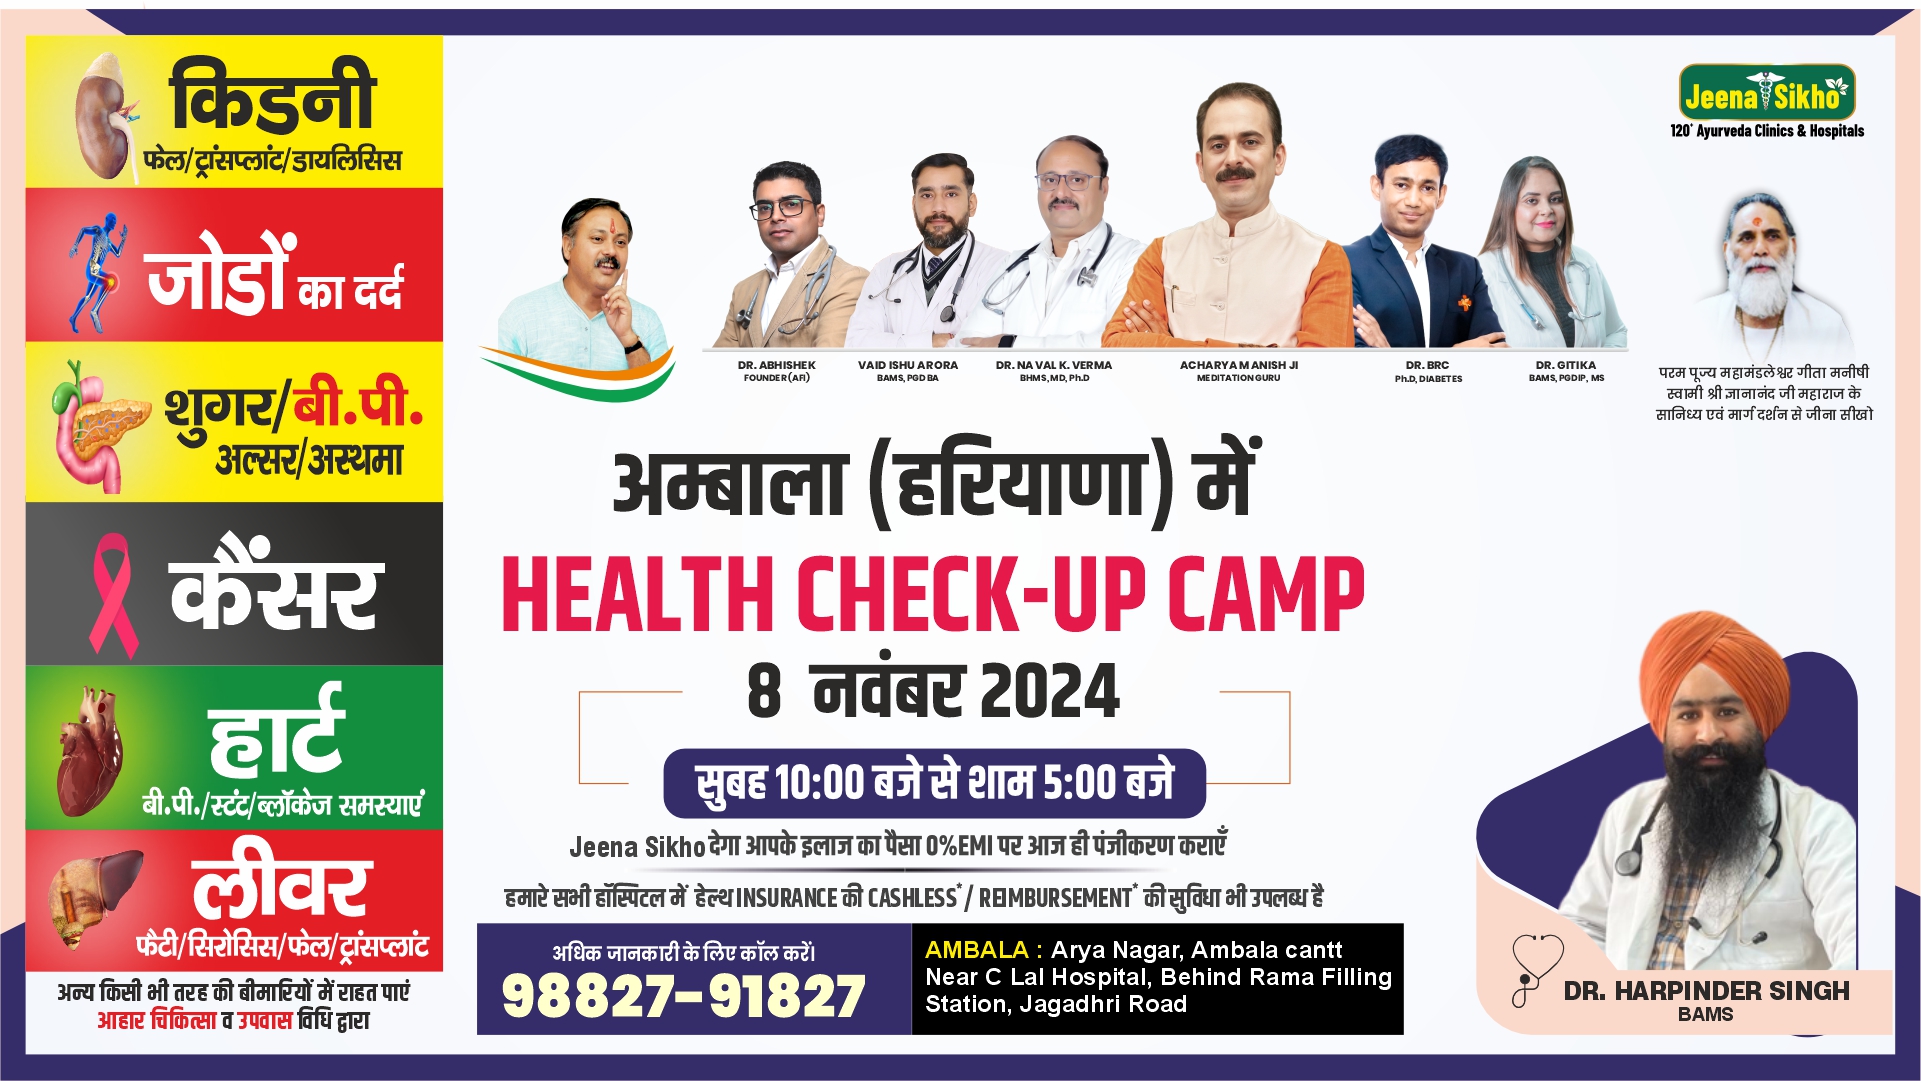 किडनी
फेल/ट्रांसप्लांट/डायलिसिस
जोडों का दर्द
शुगर/बी.पी.
अल्सर/अस्थमा
कैंसर
हार्ट
बी.पी./स्टंट/ब्लॉकेज समस्याएं
लीवर
फैटी/सिरोसिस/फेल/ट्रांसप्लांट
अन्य किसी भी तरह की बीमारियों में राहत पाएं
आहार चिकित्सा व उपवास विधि द्वारा
Jeena Sikho
120+ Ayurveda Clinics & Hospitals
DR. ABHISHEK
FOUNDER (AFI)
VAID ISHU ARORA
BAMS, PGDBA
DR. NAVAL K. VERMA
BHMS, MD, Ph.D
ACHARYA MANISH JI
MEDITATION GURU
DR. BRC
Ph.D, DIABETES
DR. GITIKA
BAMS, PGDIP, MS
परम पूज्य महामंडलेश्वर गीता मनीषी
स्वामी श्री ज्ञानानंद जी महाराज के
सानिध्य एवं मार्ग दर्शन से जीना सीखो
अम्बाला (हरियाणा) में
HEALTH CHECK-UP CAMP
8 नवंबर 2024
सुबह 10:00 बजे से शाम 5:00 बजे
Jeena Sikho देगा आपके इलाज का पैसा 0%EMI पर आज ही पंजीकरण कराएँ
हमारे सभी हॉस्पिटल में हेल्थ INSURANCE की CASHLESS* / REIMBURSEMENT* की सुविधा भी उपलब्ध है
अधिक जानकारी के लिए कॉल करें।
98827-91827
AMBALA : Arya Nagar, Ambala cantt
Near C Lal Hospital, Behind Rama Filling
Station, Jagadhri Road
DR. HARPINDER SINGH
BAMS